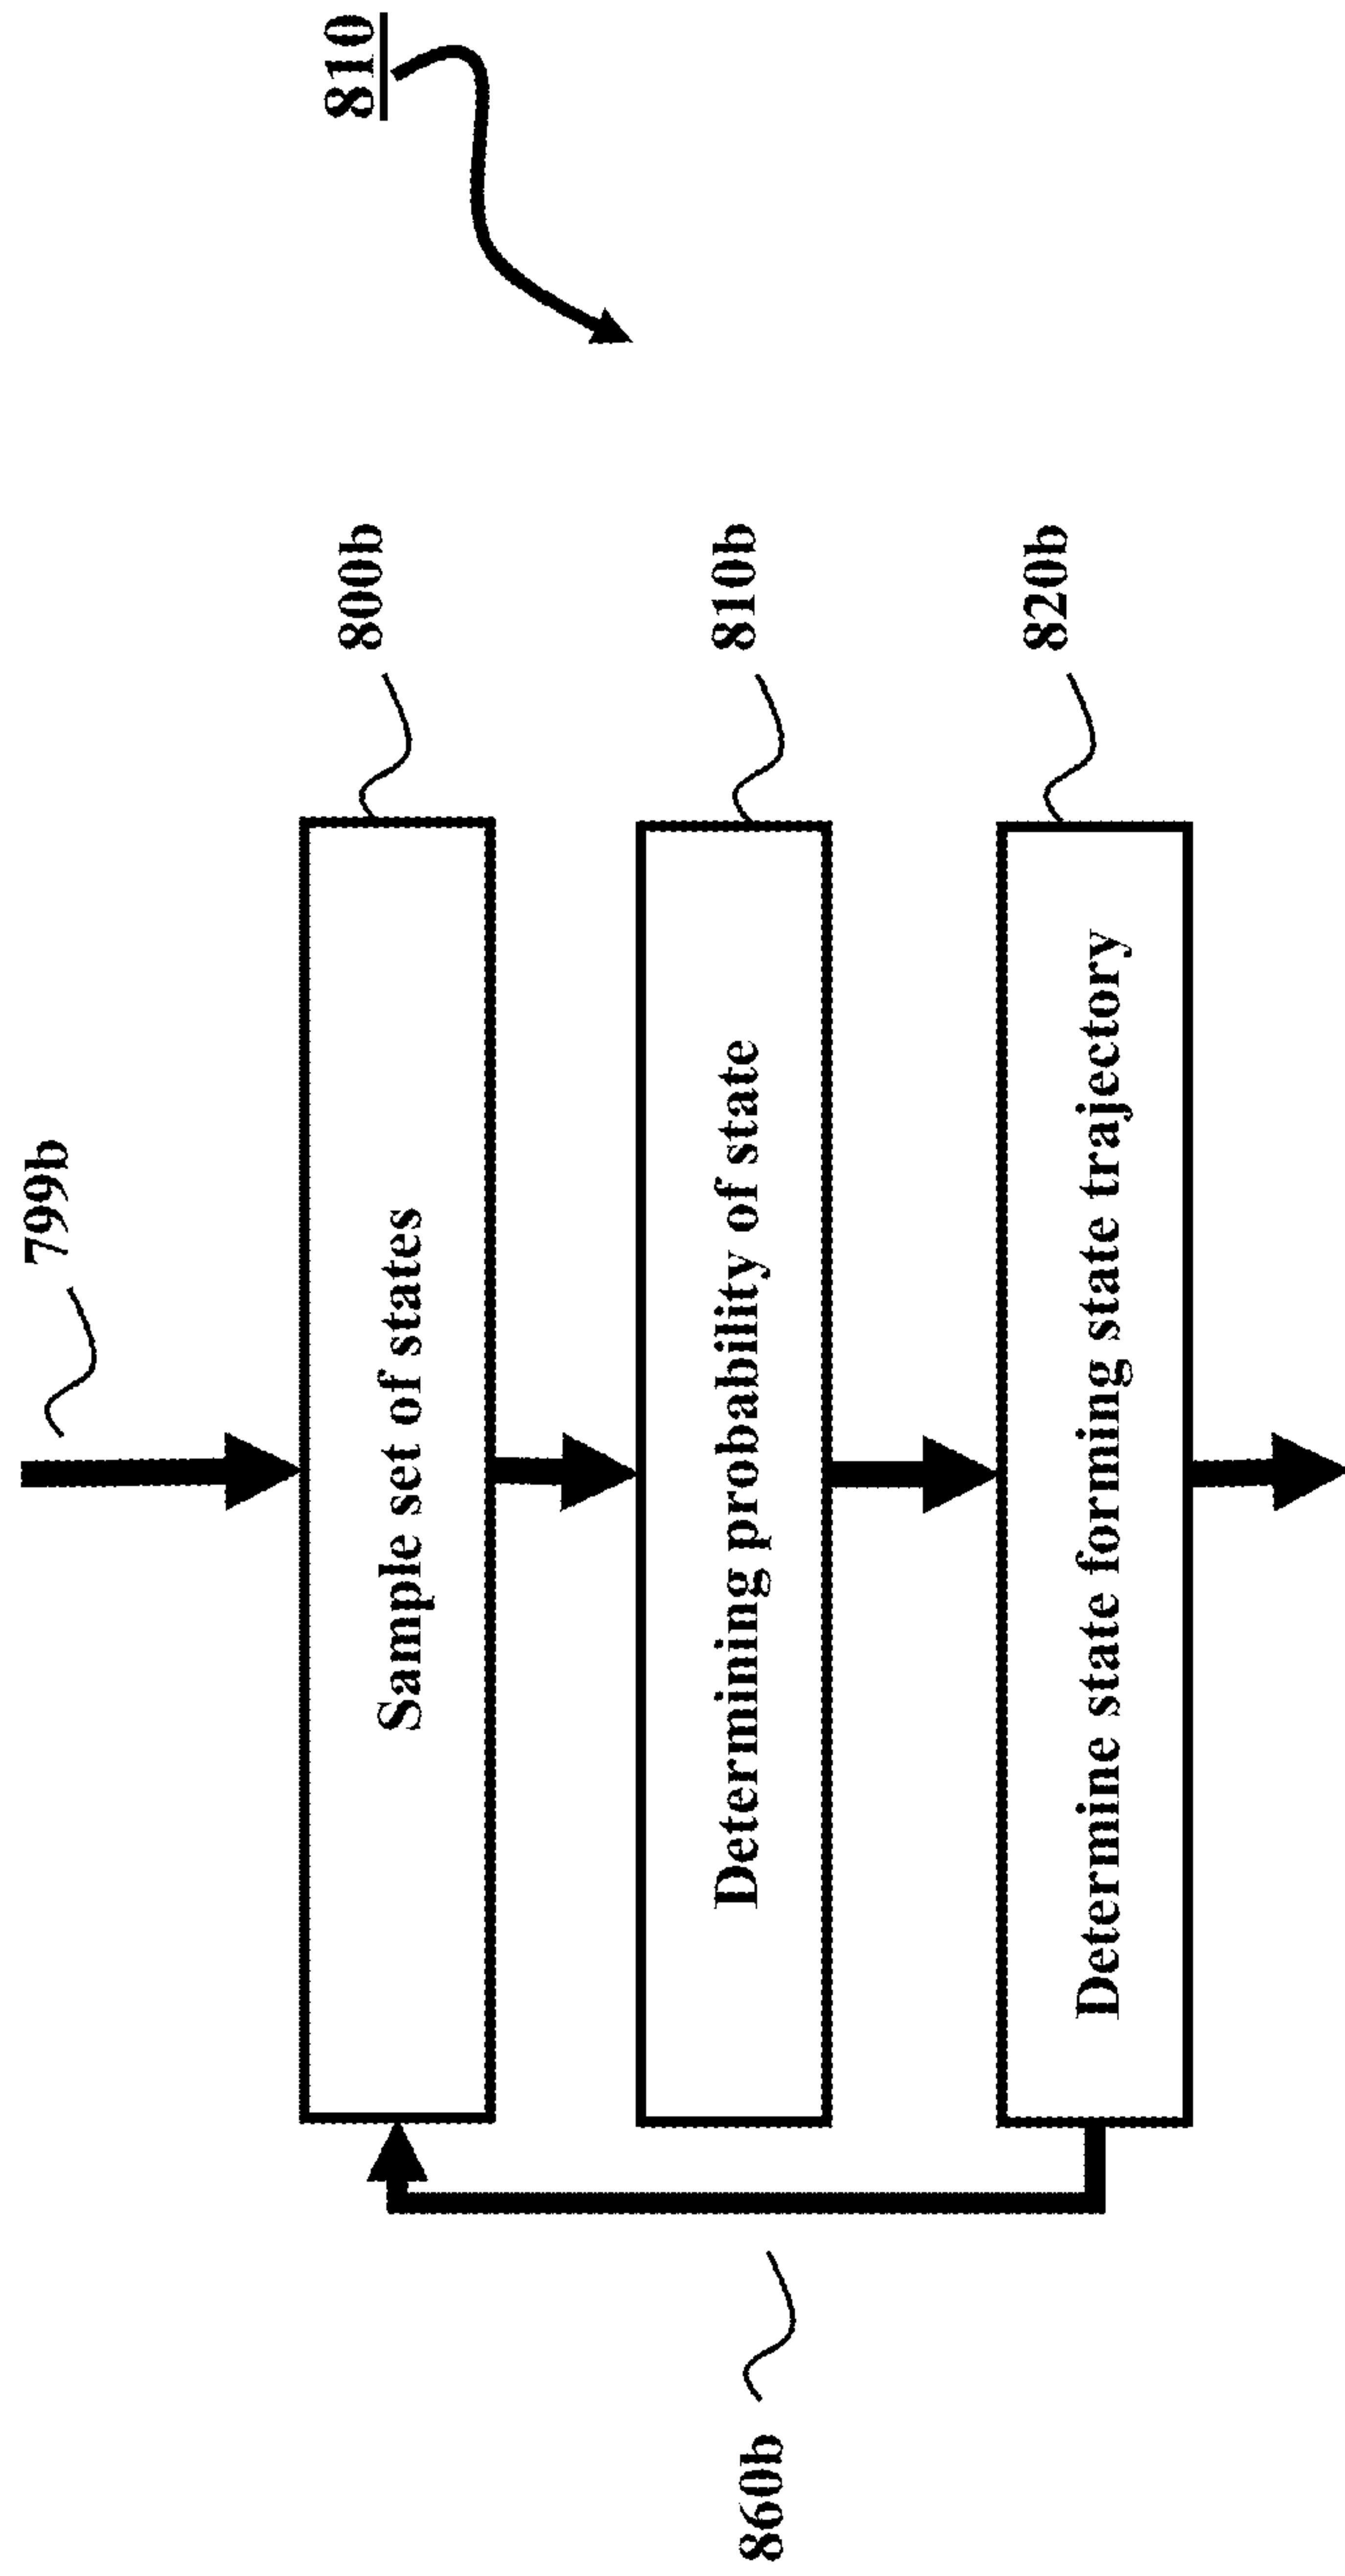 810
799b
Sample set of states
800b
Determining probability of state
810b
Determine state forming state trajectory
820b
860b